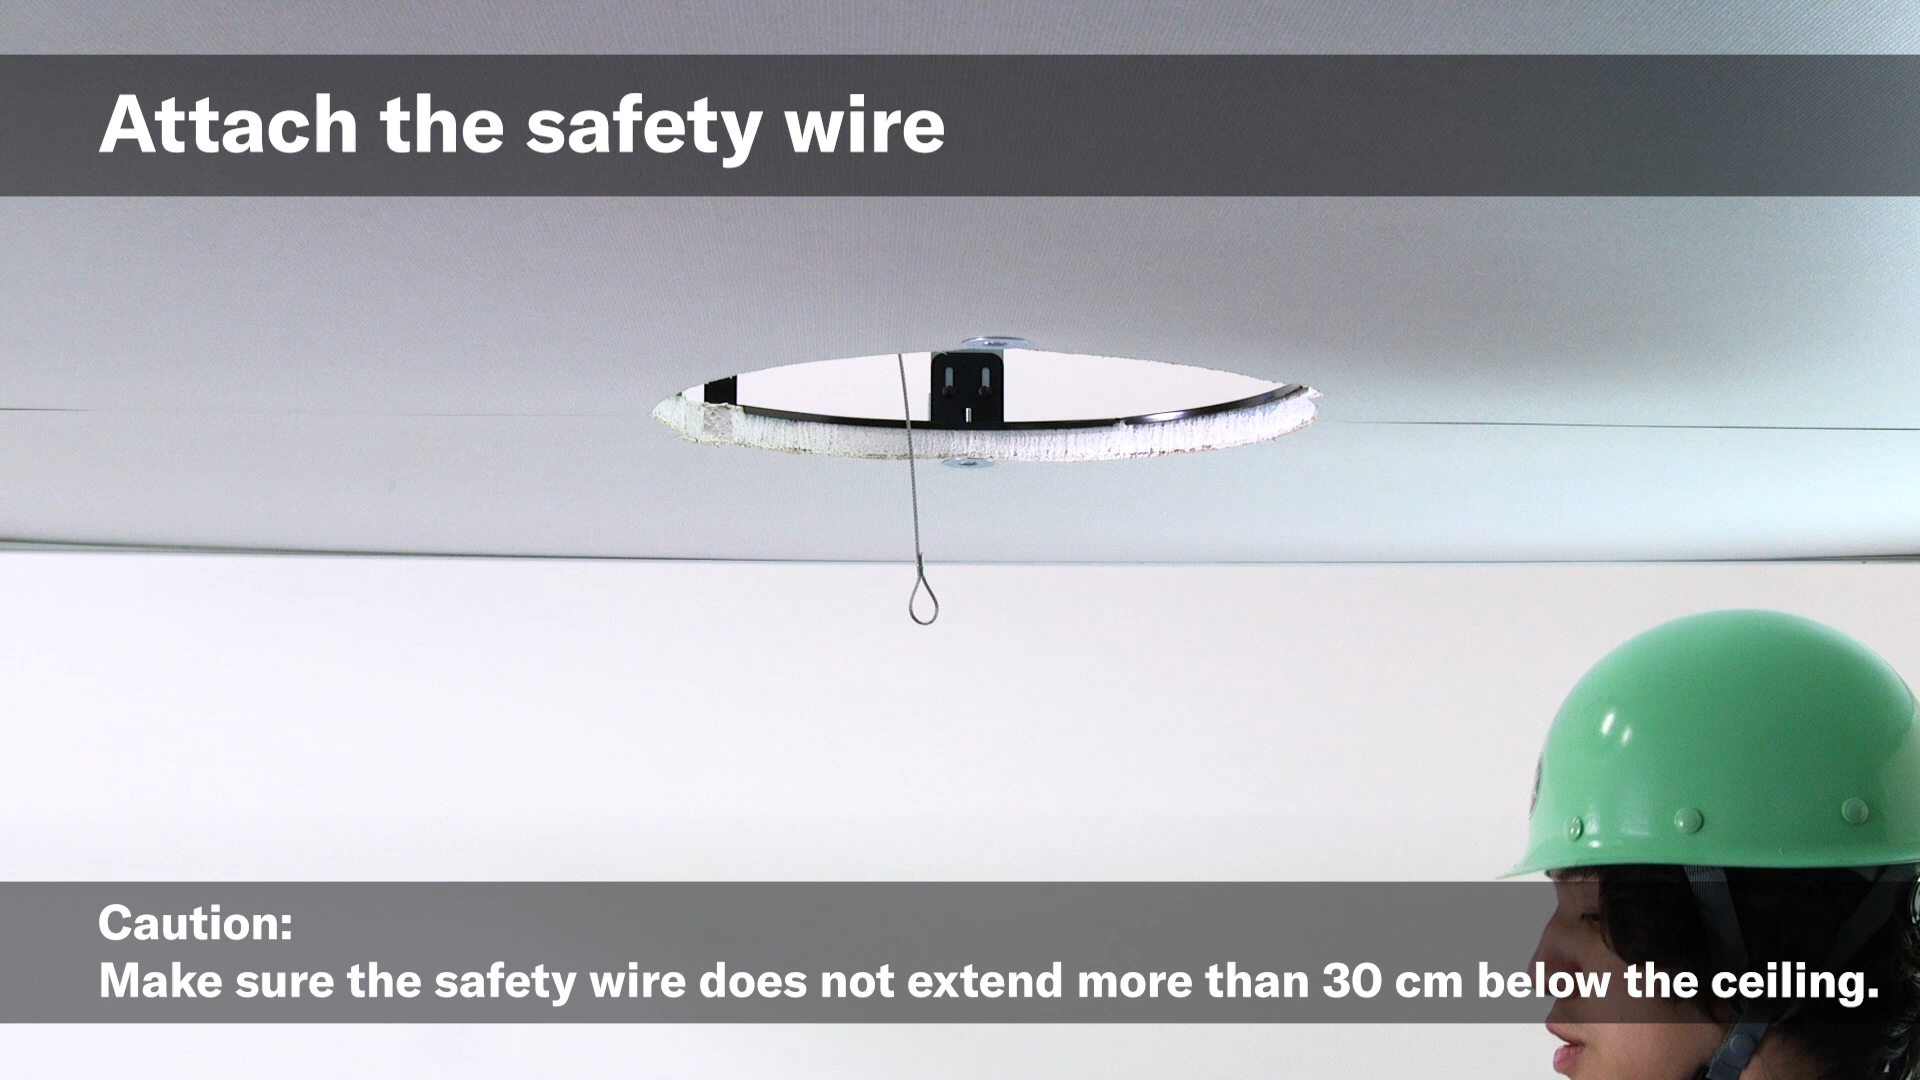 Attach the safety wire
Caution:
Make sure the safety wire does not extend more than 30 cm below the ceiling.